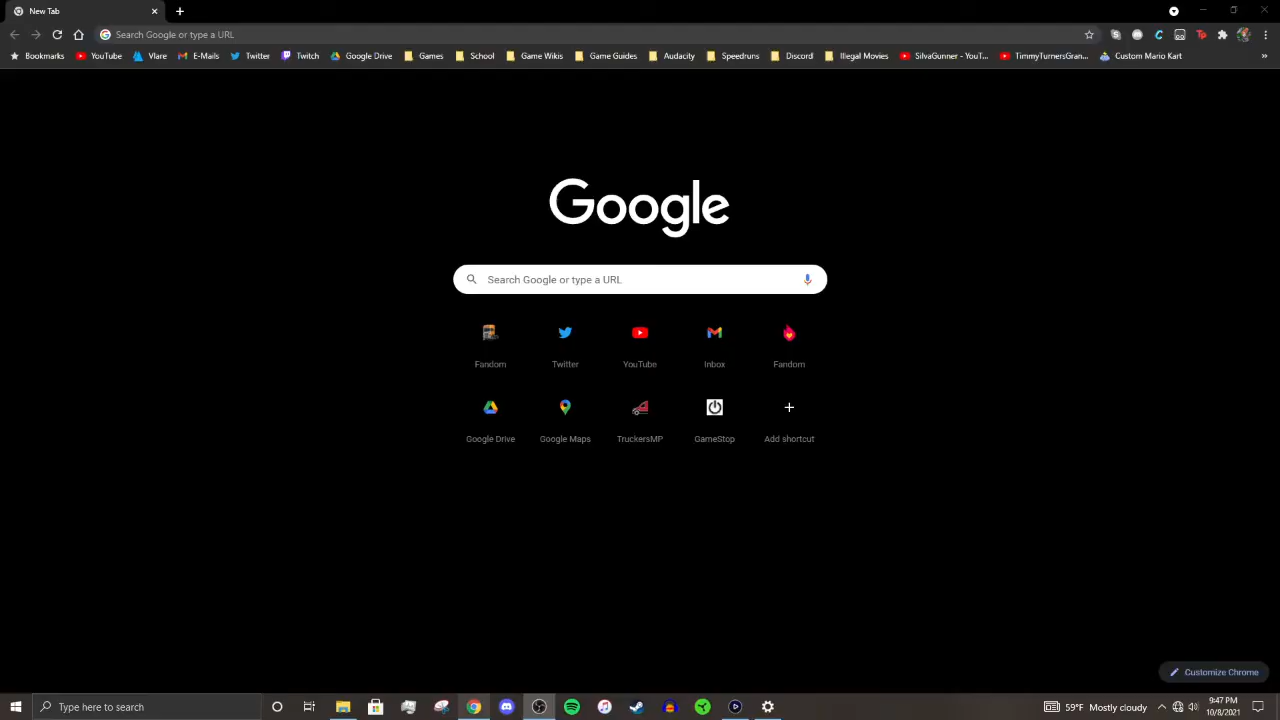 New Tab
Search Google or type a URL
Bookmarks YouTube Vlare E-Mails Twitter Twitch Google Drive Games School Game Wikis Game Guides Audacity Speedruns Discord Illegal Movies SilvaGunner - YouT... TimmyTurnersGran... Custom Mario Kart »
Google
Search Google or type a URL
Fandom Twitter YouTube Inbox Fandom
Google Drive Google Maps TruckersMP GameStop Add shortcut
Customize Chrome
Type here to search
59°F Mostly cloudy
9:47 PM
10/8/2021